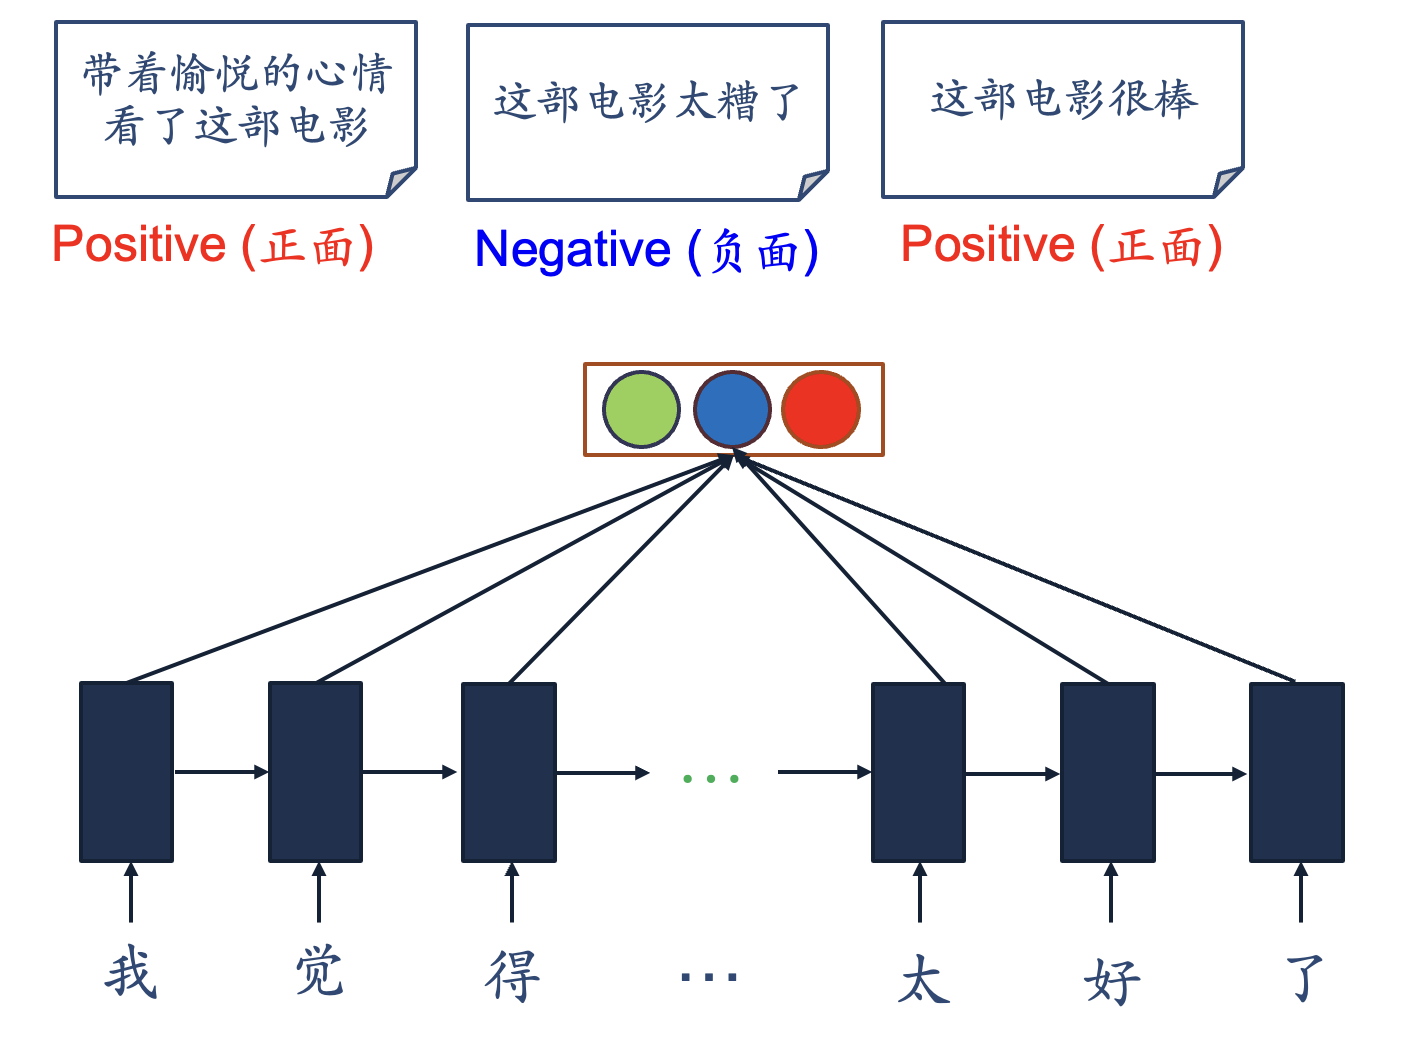 带着愉悦的心情
看了这部电影
Positive (正面)
这部电影太糟了
Negative (负面)
这部电影很棒
Positive (正面)
...
我 觉 得 ... 太 好 了